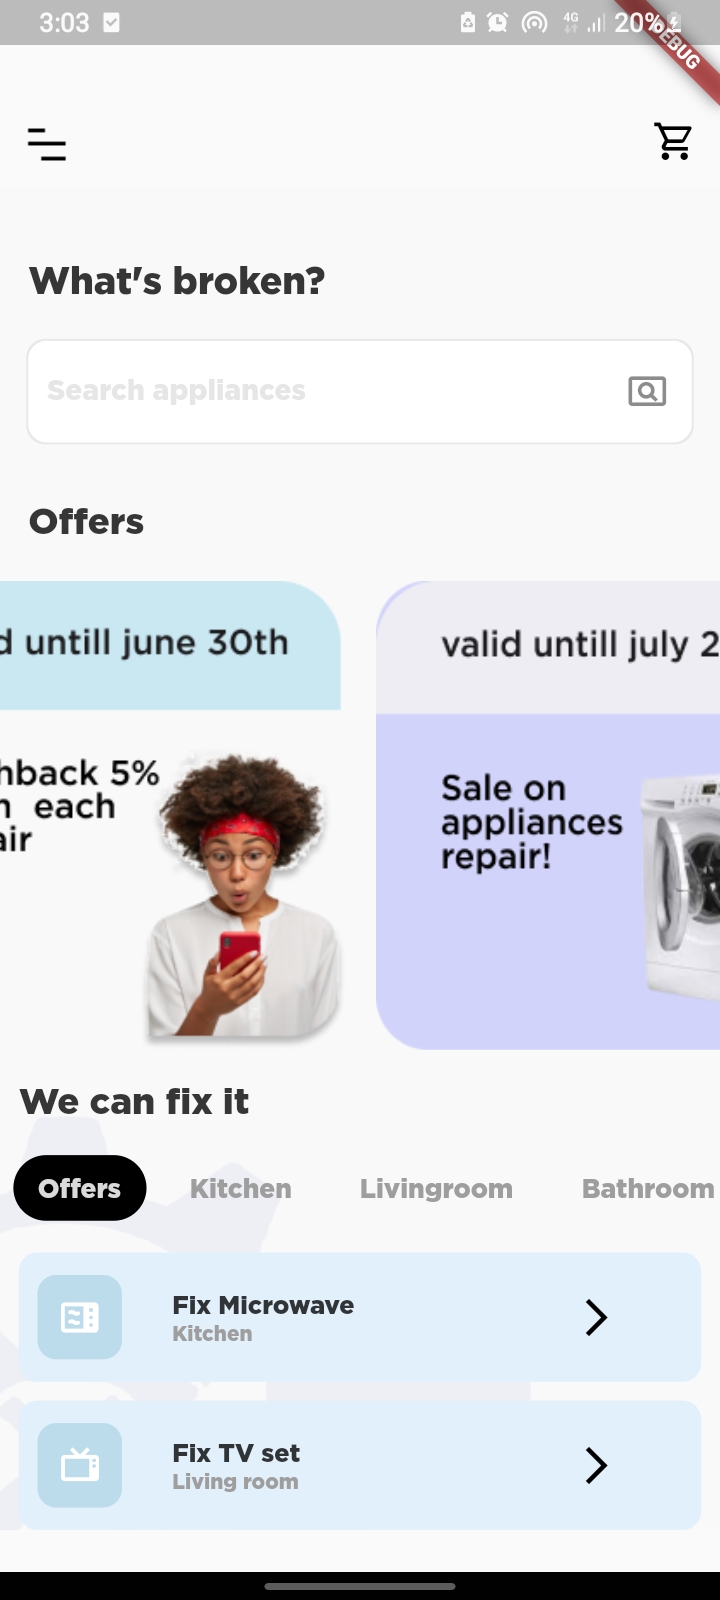 3:03
4G
20%
DEBUG
What's broken?
Search appliances
Offers
d untill june 30th
hback 5%
n each
air
valid untill july 2
Sale on
appliances
repair!
We can fix it
Offers Kitchen Livingroom Bathroom
Fix Microwave
Kitchen
Fix TV set
Living room